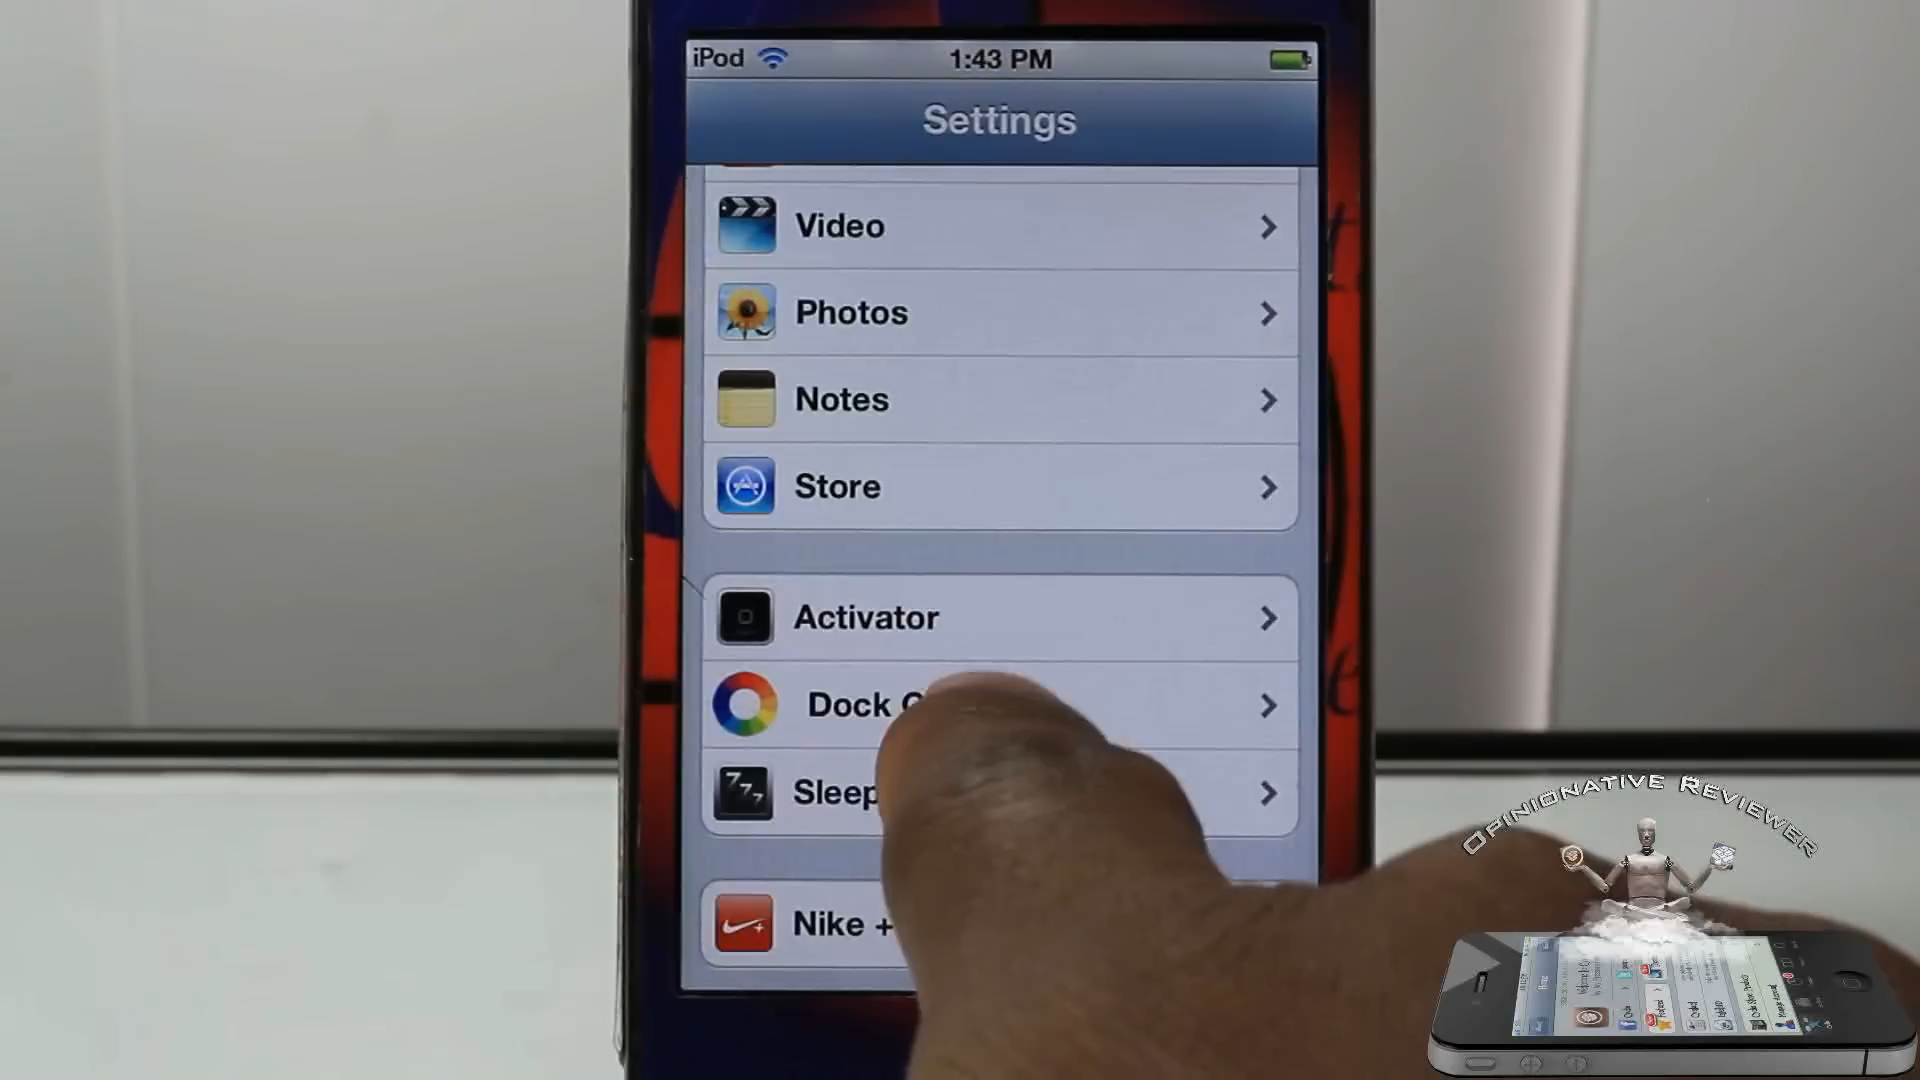 iPod 1:43 PM
Settings
Video
Photos
Notes
Store
Activator
Dock
Sleep
Nike +
OPINIONATIVE REVIEWER